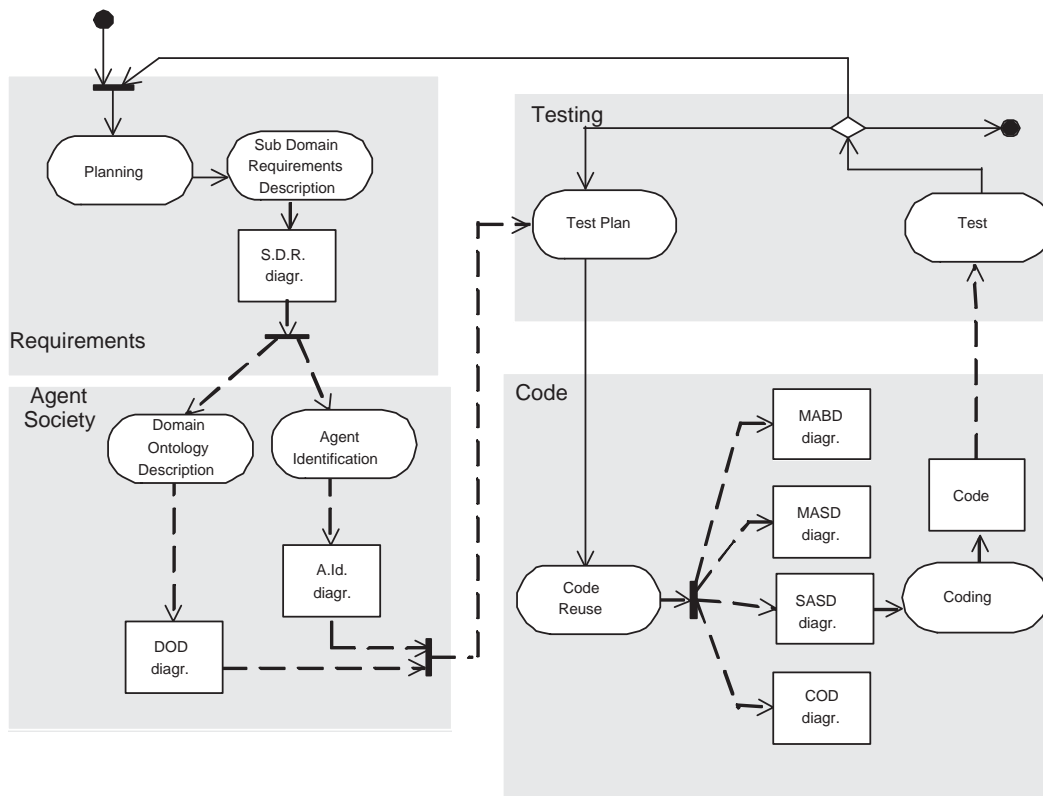 Planning
Sub Domain
Requirements
Description
S.D.R.
diagr.
Requirements
Agent
Society
Domain
Ontology
Description
Agent
Identification
A.Id.
diagr.
DOD
diagr.
Testing
Test Plan
Test
Code
MABD
diagr.
MASD
diagr.
SASD
diagr.
COD
diagr.
Code
Reuse
Code
Coding